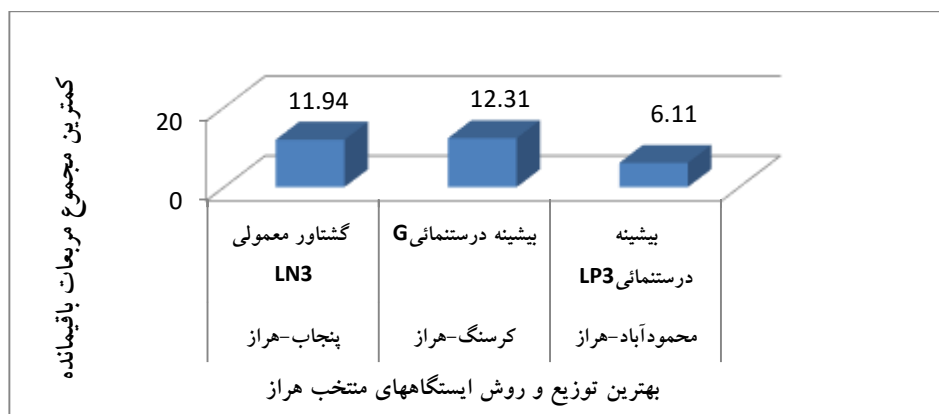 کمترین مجموع مربعات باقیمانده
20
0
11.94
12.31
6.11
گشتاور معمولی
LN3
پنجاب-هراز
بیشینه درستنمائیG
کرسنگ-هراز
بیشینه
درستنمائیLP3
محمودآباد-هراز
بهترین توزیع و روش ایستگاههای منتخب هراز